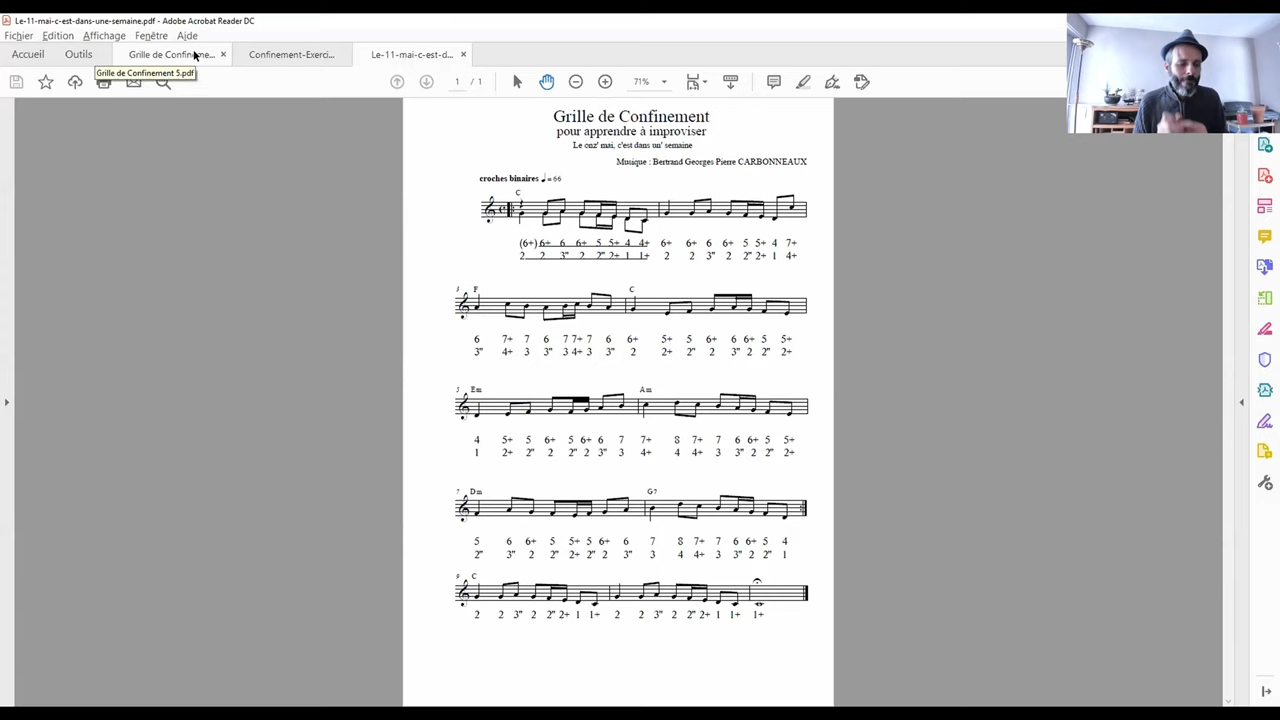 Le-11-mai-c-est-dans-une-semaine.pdf - Adobe Acrobat Reader DC
Fichier Edition Affichage Fenêtre Aide
Accueil Outils Grille de Confineme... × Confinement-Exerci... Le-11-mai-c-est-d... ×
Grille de Confinement 5.pdf
1 / 1 71%
Grille de Confinement
pour apprendre à improviser
Le onz' mai, c'est dans un' semaine
Musique : Bertrand Georges Pierre CARBONNEAUX
croches binaires ♩ = 66
C
(6+) 6+ 6 6+ 5 5+ 4 4+ 6+ 6+ 6 6+ 5 5+ 4 7+
2 2 3" 2 2" 2+ 1 1+ 2 2 3" 2 2" 2+ 1 4+
3 F C
6 7+ 7 6 7 7+ 7 6 6+ 5+ 5 6+ 6 6+ 5 5+
3" 4+ 3 3" 3 4+ 3 3" 2 2+ 2" 2 3" 2 2" 2+
5 Em Am
4 5+ 5 6+ 5 6+ 6 7 7+ 8 7+ 7 6 6+ 5 5+
1 2+ 2" 2 2" 2 3" 3 4+ 4 4+ 3 3" 2 2" 2+
7 Dm G7
5 6 6+ 5 5+ 5 6+ 6 7 8 7+ 7 6 6+ 5 4
2" 3" 2 2" 2+ 2" 2 3" 3 4 4+ 3 3" 2 2" 1
9 C
2 2 3" 2 2" 2+ 1 1+ 2 2 3" 2 2" 2+ 1 1+ 1+